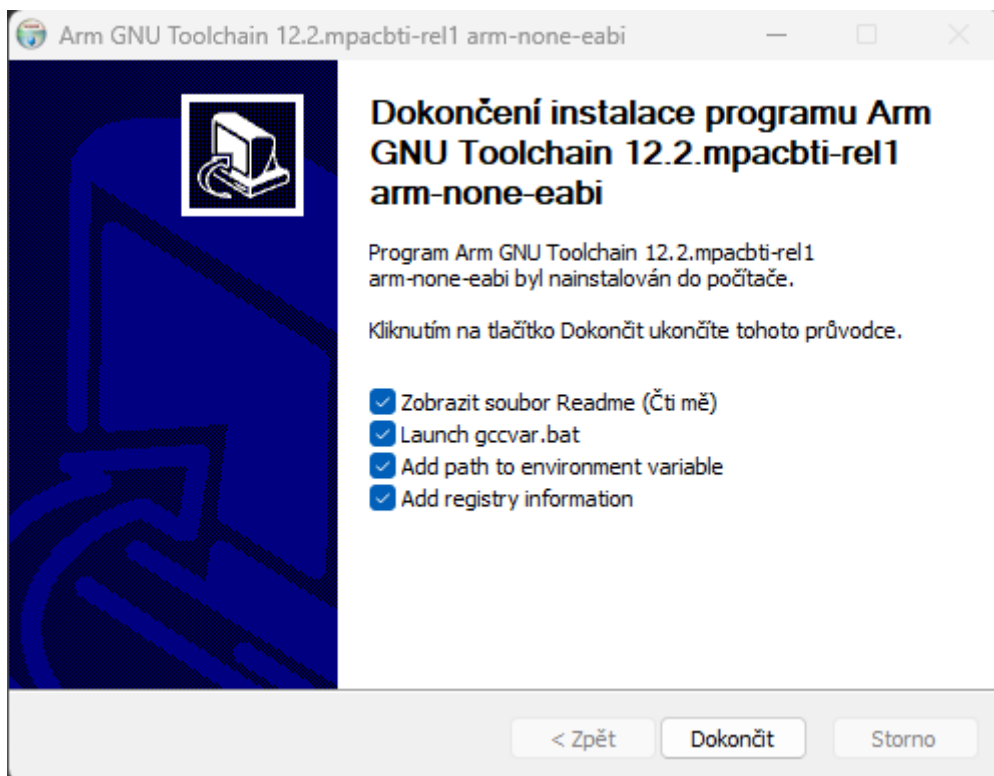 Arm GNU Toolchain 12.2.mpacbti-rel1 arm-none-eabi
Dokončení instalace programu Arm
GNU Toolchain 12.2.mpacbti-rel1
arm-none-eabi
Program Arm GNU Toolchain 12.2.mpacbti-rel1
arm-none-eabi byl nainstalován do počítače.
Kliknutím na tlačítko Dokončit ukončíte tohoto průvodce.
Zobrazit soubor Readme (Čti mě)
Launch gccvar.bat
Add path to environment variable
Add registry information
< Zpět
Dokončit
Storno